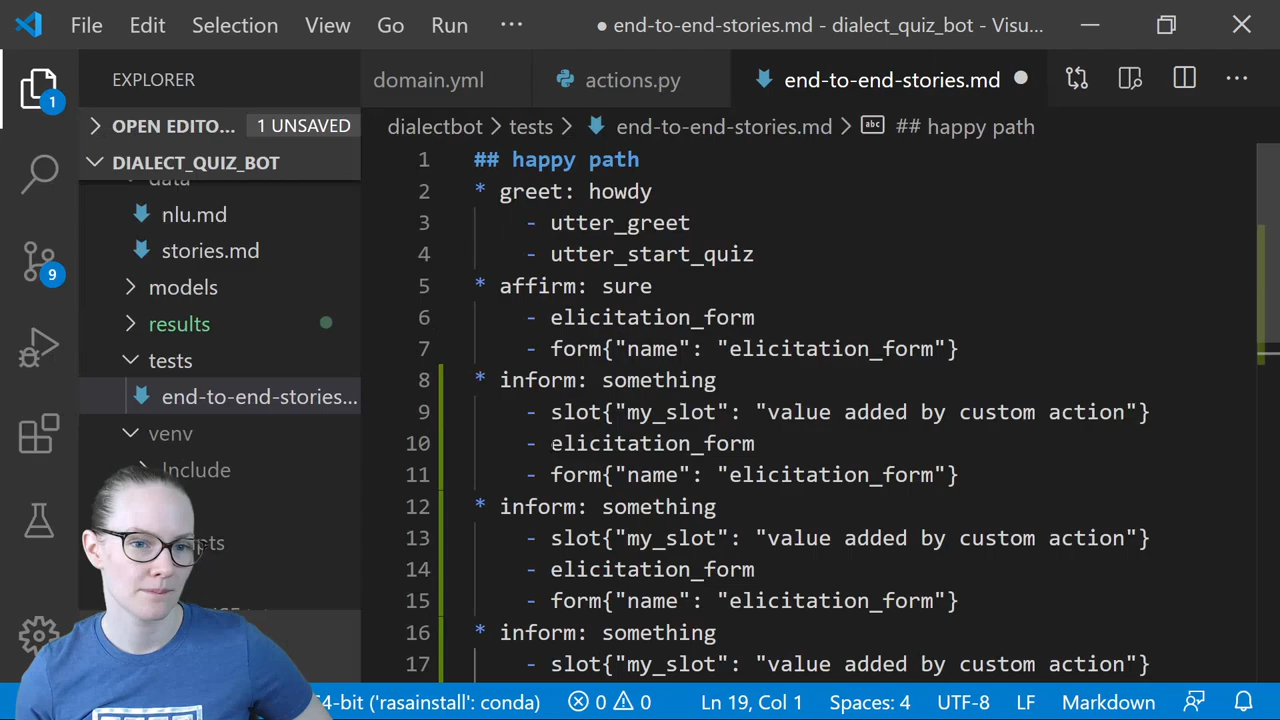 File Edit Selection View Go Run ··· ● end-to-end-stories.md - dialect_quiz_bot - Visu...
EXPLORER
domain.yml actions.py end-to-end-stories.md
1
OPEN EDITO... 1 UNSAVED
dialectbot > tests > end-to-end-stories.md > ## happy path
DIALECT_QUIZ_BOT
data
nlu.md
stories.md
models
results
tests
end-to-end-stories...
venv
Include
9
1 ## happy path
2 * greet: howdy
3 - utter_greet
4 - utter_start_quiz
5 * affirm: sure
6 - elicitation_form
7 - form{"name": "elicitation_form"}
8 * inform: something
9 - slot{"my_slot": "value added by custom action"}
10 - elicitation_form
11 - form{"name": "elicitation_form"}
12 * inform: something
13 - slot{"my_slot": "value added by custom action"}
14 - elicitation_form
15 - form{"name": "elicitation_form"}
16 * inform: something
17 - slot{"my_slot": "value added by custom action"}
4-bit ('rasainstall': conda) 0 0 Ln 19, Col 1 Spaces: 4 UTF-8 LF Markdown